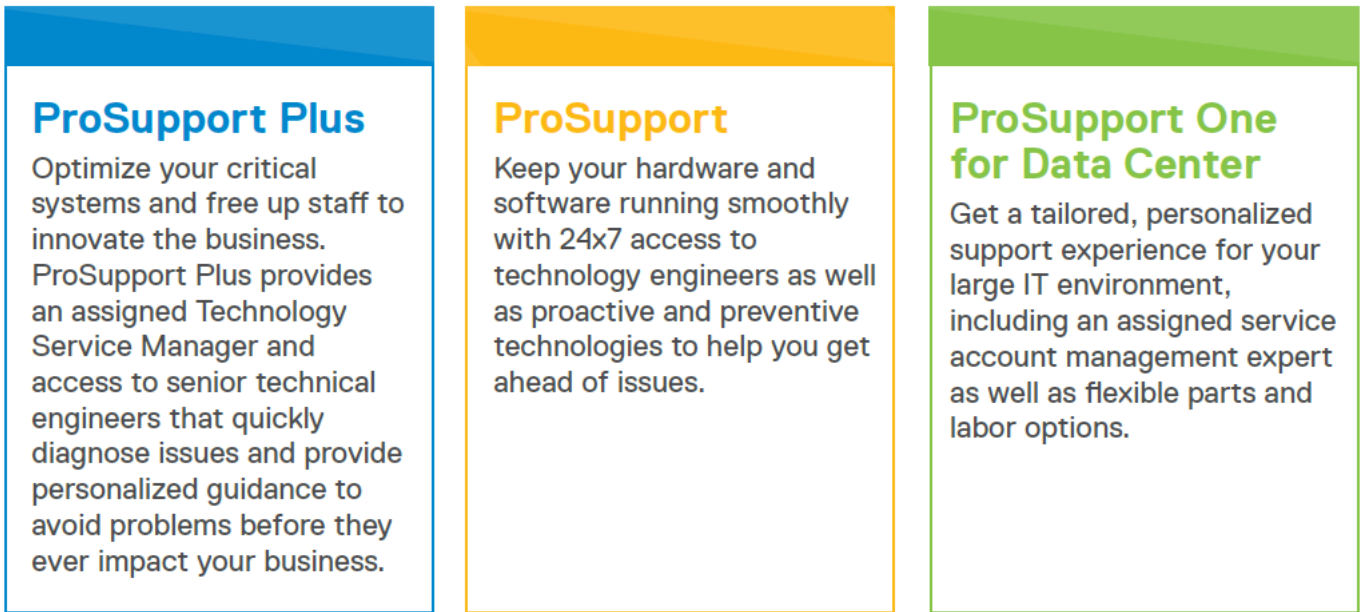 ProSupport Plus
Optimize your critical
systems and free up staff to
innovate the business.
ProSupport Plus provides
an assigned Technology
Service Manager and
access to senior technical
engineers that quickly
diagnose issues and provide
personalized guidance to
avoid problems before they
ever impact your business.
ProSupport
Keep your hardware and
software running smoothly
with 24x7 access to
technology engineers as well
as proactive and preventive
technologies to help you get
ahead of issues.
ProSupport One
for Data Center
Get a tailored, personalized
support experience for your
large IT environment,
including an assigned service
account management expert
as well as flexible parts and
labor options.